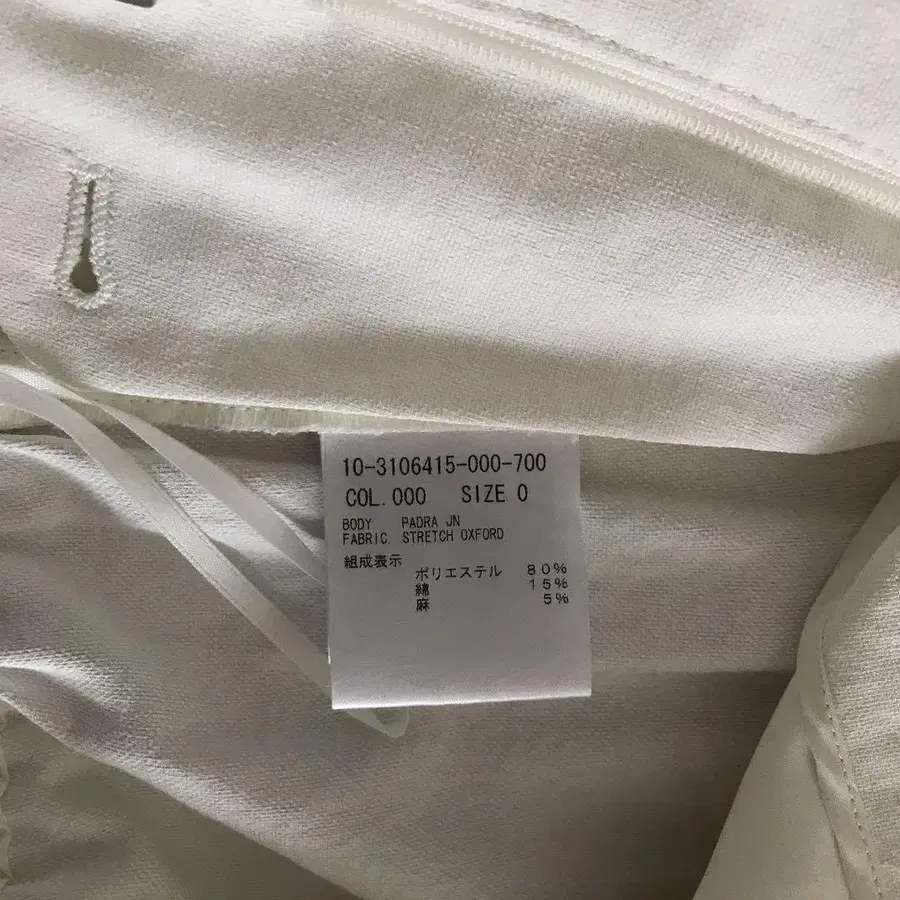 10-3106415-000-700
COL.000 SIZE 0
BODY PADRA JN
FABRIC. STRETCH OXFORD
組成表示
ポリエステル 80%
綿 15%
麻 5%